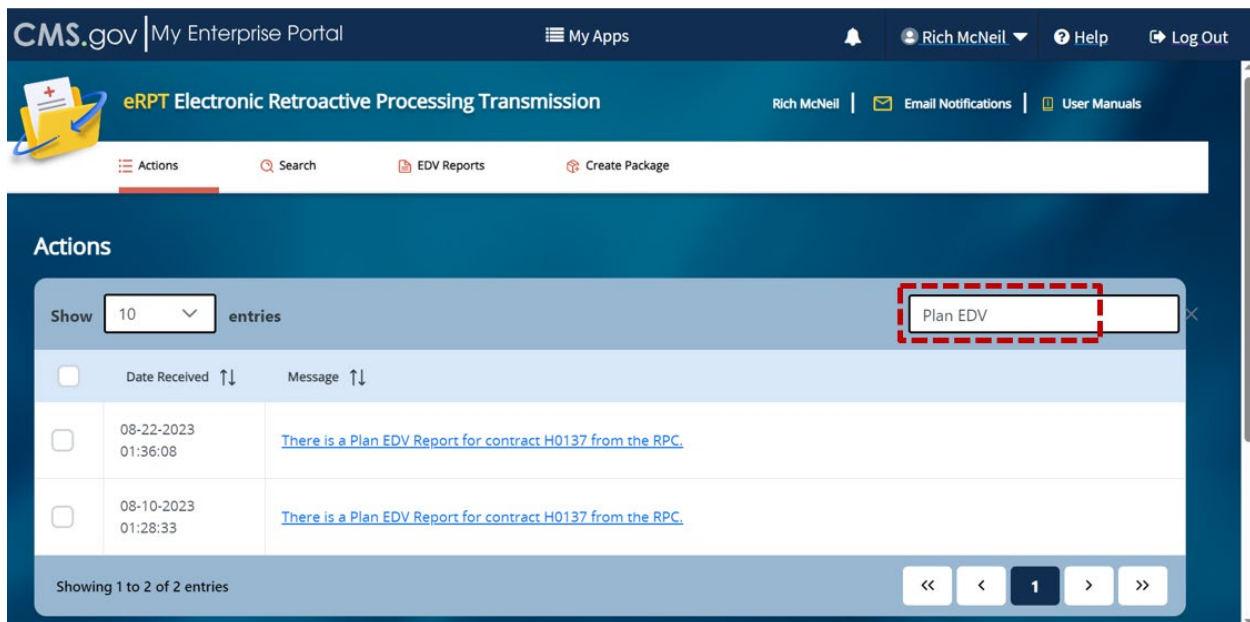 CMS.gov My Enterprise Portal My Apps Rich McNeil Help Log Out
eRPT Electronic Retroactive Processing Transmission Rich McNeil Email Notifications User Manuals
Actions Search EDV Reports Create Package
Actions
Show 10 entries Plan EDV
Date Received Message
08-22-2023
01:36:08
There is a Plan EDV Report for contract H0137 from the RPC.
08-10-2023
01:28:33
There is a Plan EDV Report for contract H0137 from the RPC.
Showing 1 to 2 of 2 entries « < 1 > »